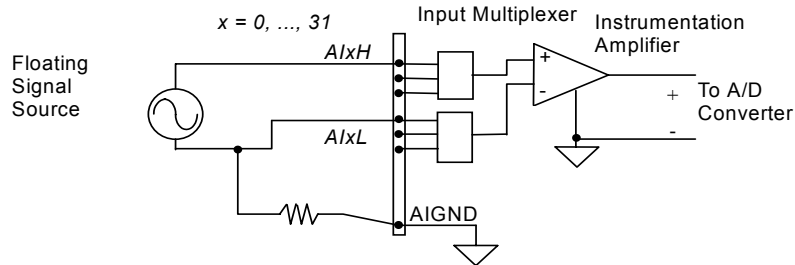 x = 0, ..., 31
Input Multiplexer
Instrumentation
Amplifier
Floating
Signal
Source
AIxH
+
-
To A/D
Converter
+
-
AIxL
AIGND